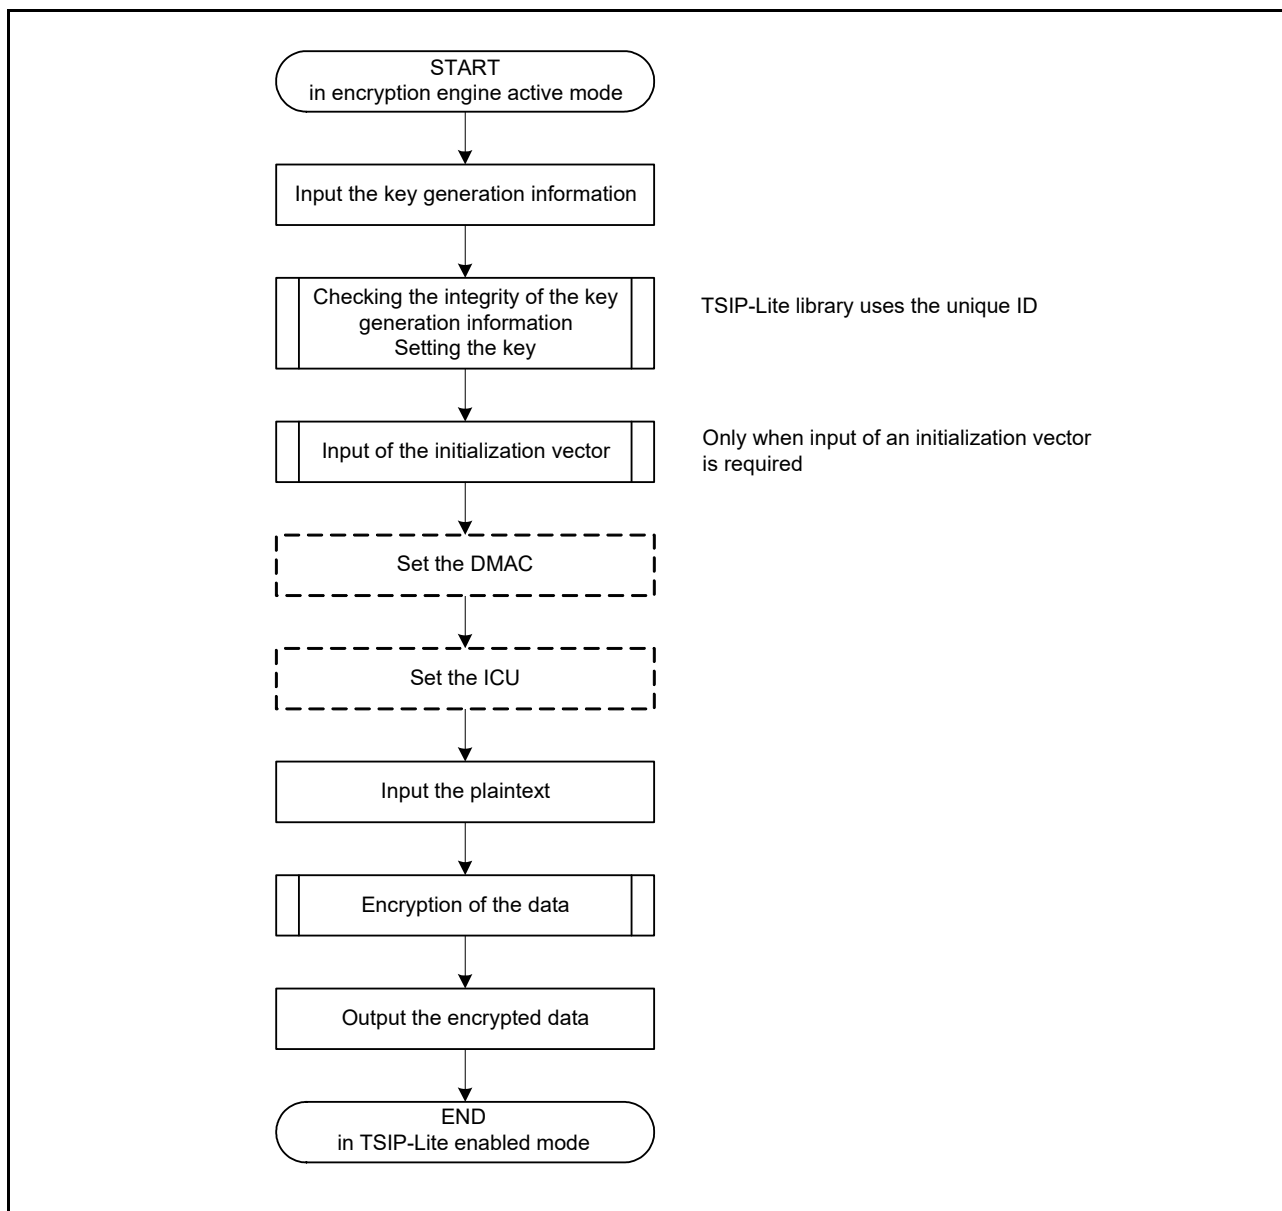 START
in encryption engine active mode
Input the key generation information
Checking the integrity of the key
generation information
Setting the key
TSIP-Lite library uses the unique ID
Input of the initialization vector
Only when input of an initialization vector
is required
Set the DMAC
Set the ICU
Input the plaintext
Encryption of the data
Output the encrypted data
END
in TSIP-Lite enabled mode